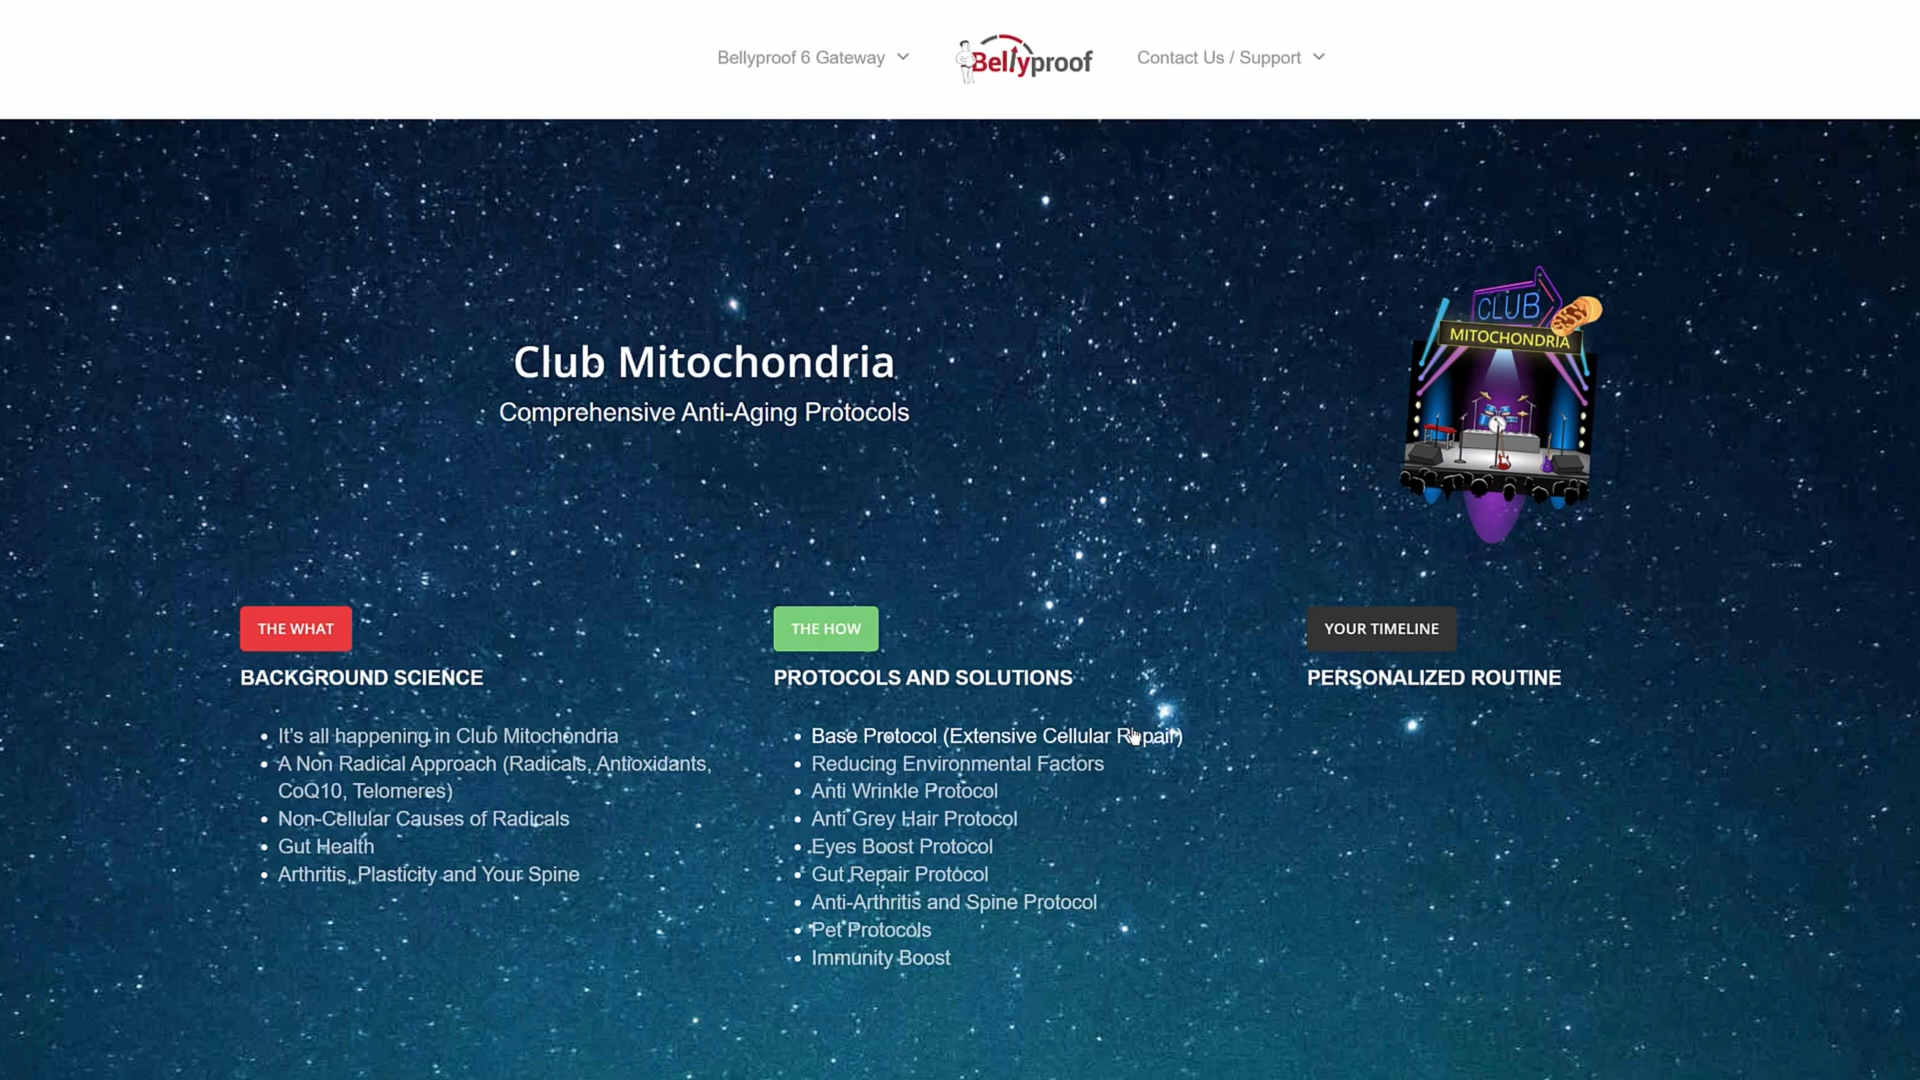 Bellyproof 6 Gateway
Bellyproof
Contact Us / Support
CLUB
MITOCHONDRIA
Club Mitochondria
Comprehensive Anti-Aging Protocols
THE WHAT
BACKGROUND SCIENCE
It's all happening in Club Mitochondria
A Non Radical Approach (Radicals, Antioxidants,
CoQ10, Telomeres)
Non-Cellular Causes of Radicals
Gut Health
Arthritis, Plasticity and Your Spine
THE HOW
PROTOCOLS AND SOLUTIONS
Base Protocol (Extensive Cellular Repair)
Reducing Environmental Factors
Anti Wrinkle Protocol
Anti Grey Hair Protocol
Eyes Boost Protocol
Gut Repair Protocol
Anti-Arthritis and Spine Protocol
Pet Protocols
Immunity Boost
YOUR TIMELINE
PERSONALIZED ROUTINE